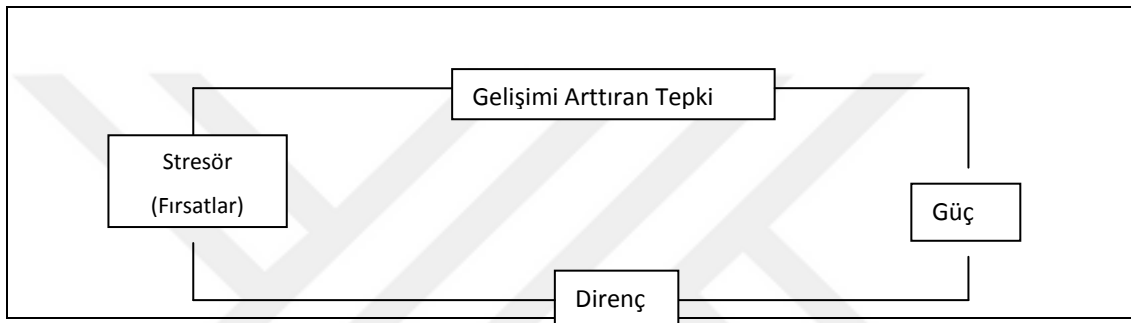 Gelişimi Arttıran Tepki
Stresör
(Fırsatlar)
Güç
Direnç